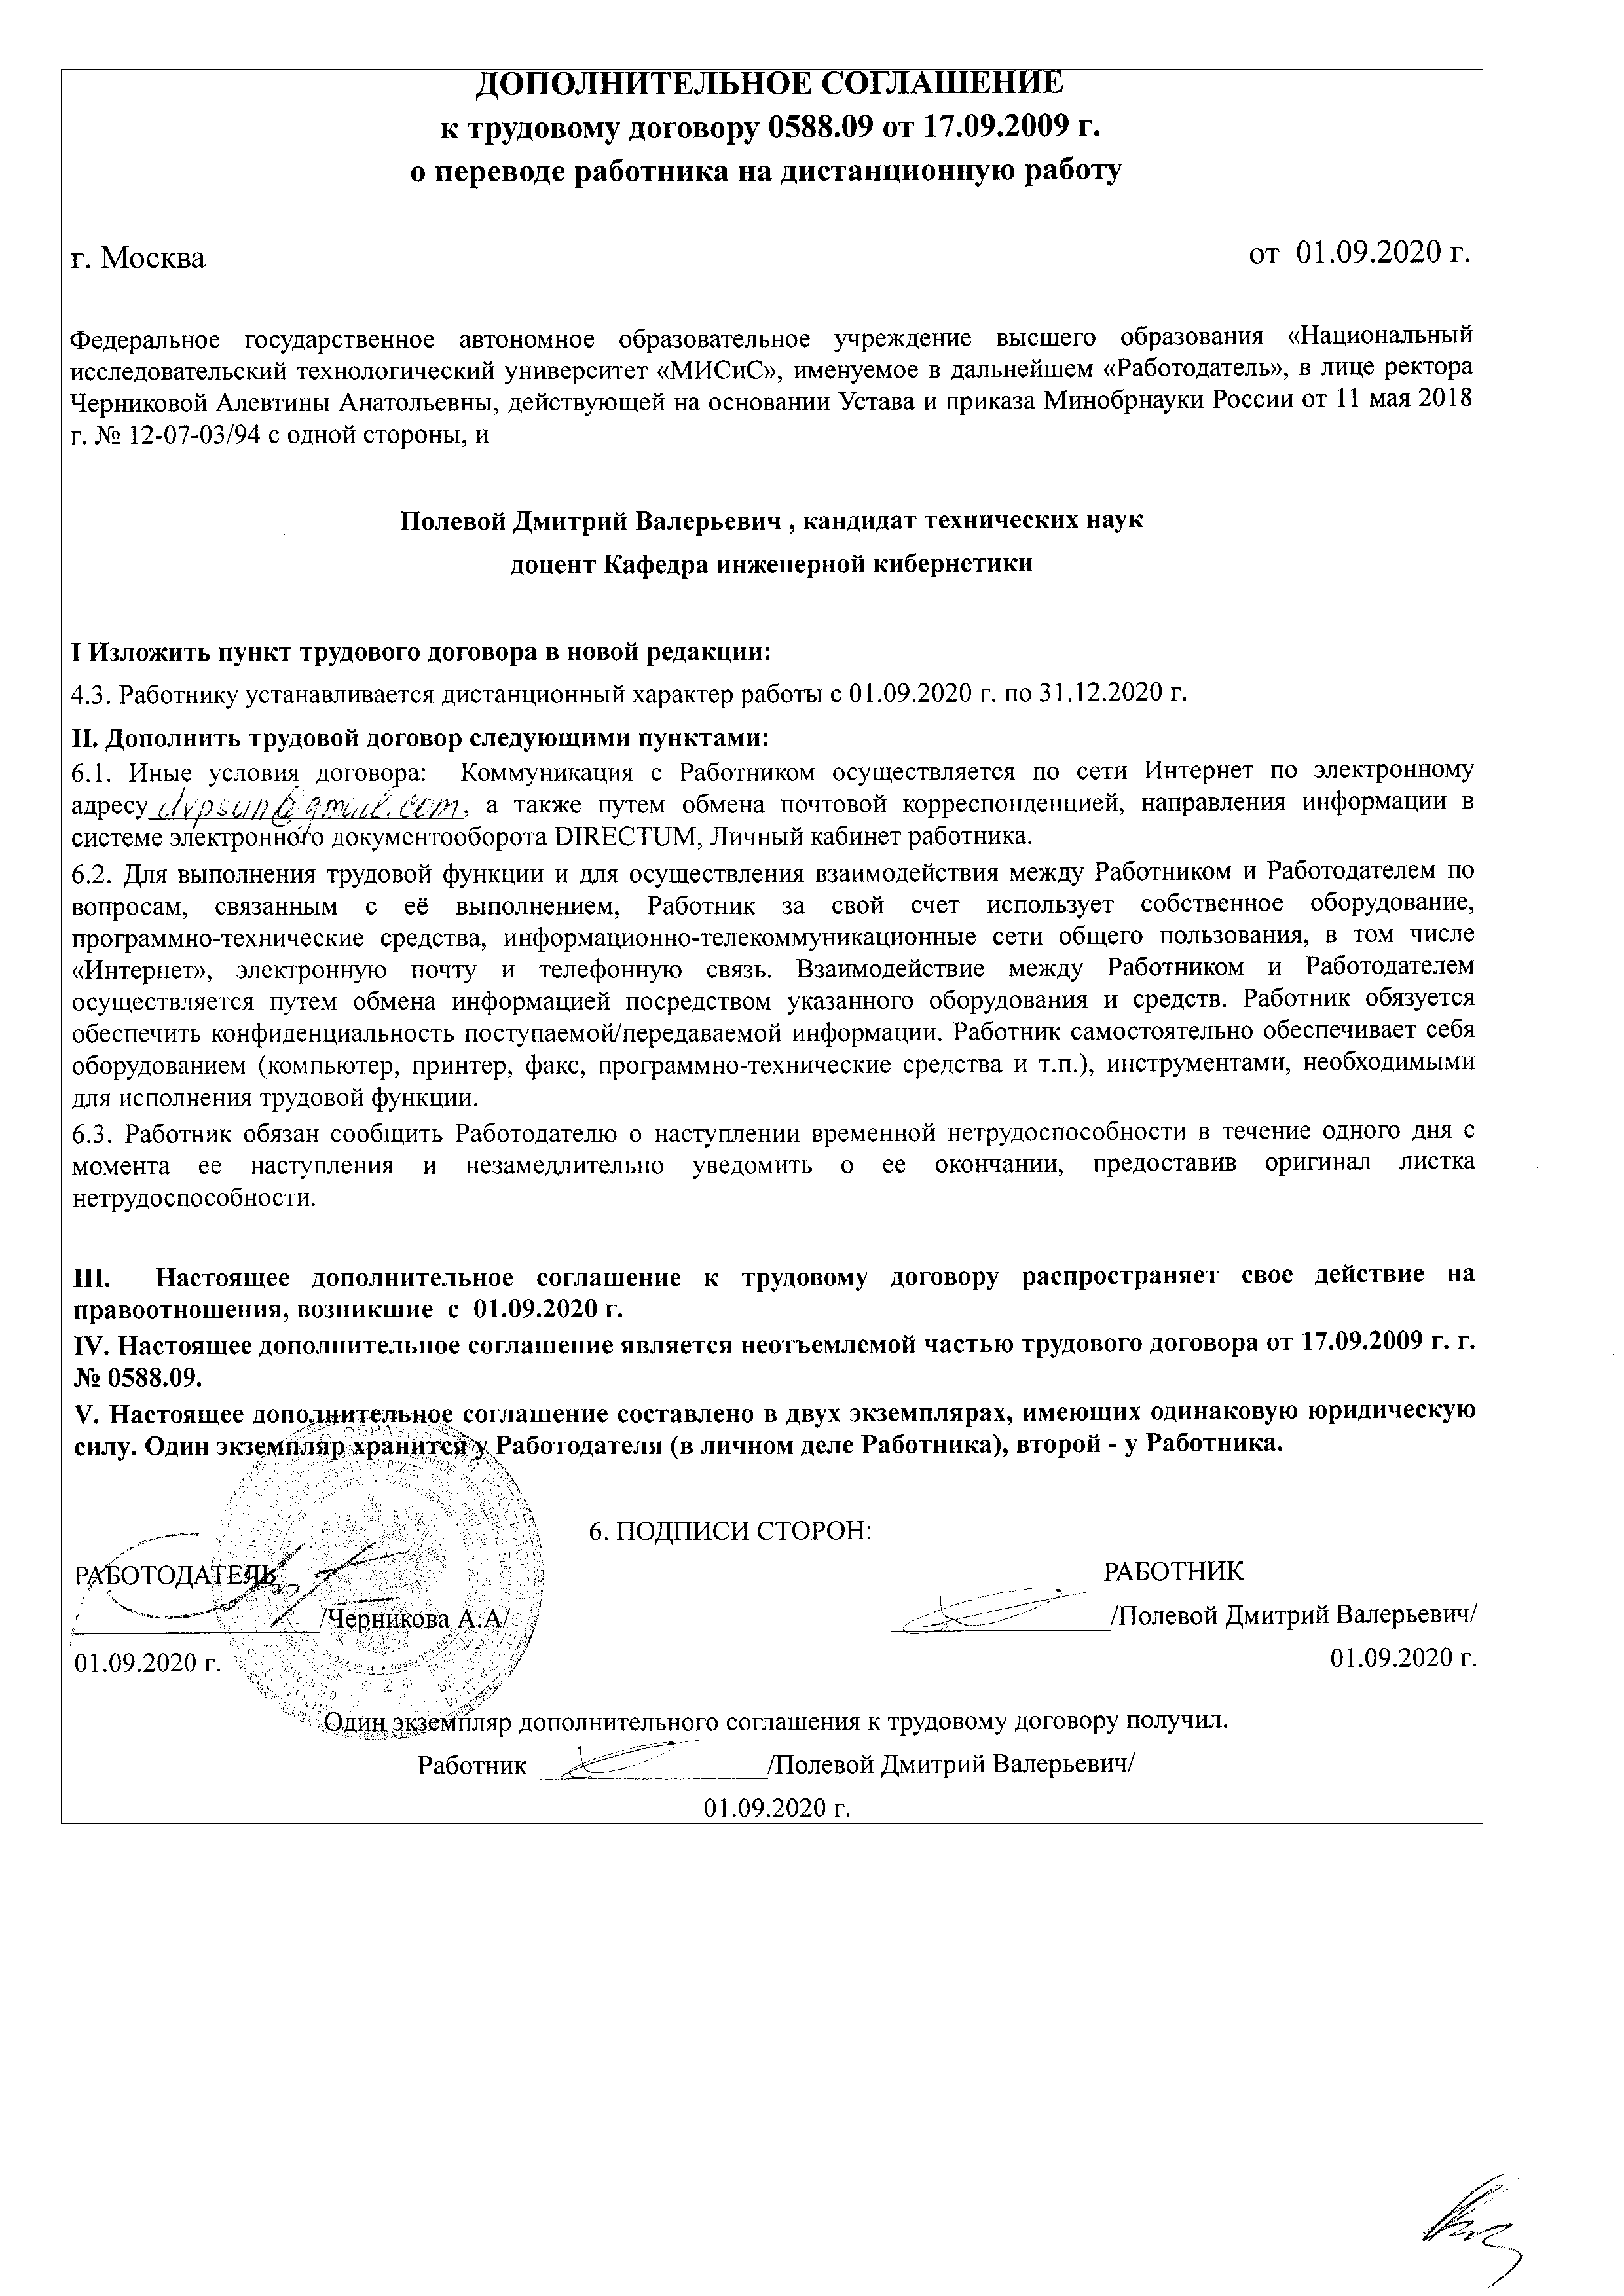 ДОПОЛНИТЕЛЬНОЕ СОГЛАШЕНИЕ
к трудовому договору 0588.09 от 17.09.2009 г.
о переводе работника на дистанционную работу
г. Москва
от 01.09.2020 г.
Федеральное государственное автономное образовательное учреждение высшего образования «Национальный
исследовательский технологический университет «МИСиС», именуемое в дальнейшем «Работодатель», в лице ректора
Черниковой Алевтины Анатольевны, действующей на основании Устава и приказа Минобрнауки России от 11 мая 2018
г. № 12-07-03/94 с одной стороны, и
Полевой Дмитрий Валерьевич , кандидат технических наук
доцент Кафедра инженерной кибернетики
I Изложить пункт трудового договора в новой редакции:
4.3. Работнику устанавливается дистанционный характер работы с 01.09.2020 г. по 31.12.2020 г.
II. Дополнить трудовой договор следующими пунктами:
6.1. Иные условия договора: Коммуникация с Работником осуществляется по сети Интернет по электронному
адресу dvpsun@gmail.com, а также путем обмена почтовой корреспонденцией, направления информации в
системе электронного документооборота DIRECTUM, Личный кабинет работника.
6.2. Для выполнения трудовой функции и для осуществления взаимодействия между Работником и Работодателем по
вопросам, связанным с её выполнением, Работник за свой счет использует собственное оборудование,
программно-технические средства, информационно-телекоммуникационные сети общего пользования, в том числе
«Интернет», электронную почту и телефонную связь. Взаимодействие между Работником и Работодателем
осуществляется путем обмена информацией посредством указанного оборудования и средств. Работник обязуется
обеспечить конфиденциальность поступаемой/передаваемой информации. Работник самостоятельно обеспечивает себя
оборудованием (компьютер, принтер, факс, программно-технические средства и т.п.), инструментами, необходимыми
для исполнения трудовой функции.
6.3. Работник обязан сообщить Работодателю о наступлении временной нетрудоспособности в течение одного дня с
момента ее наступления и незамедлительно уведомить о ее окончании, предоставив оригинал листка
нетрудоспособности.
III. Настоящее дополнительное соглашение к трудовому договору распространяет свое действие на
правоотношения, возникшие с 01.09.2020 г.
IV. Настоящее дополнительное соглашение является неотъемлемой частью трудового договора от 17.09.2009 г. г.
№ 0588.09.
V. Настоящее дополнительное соглашение составлено в двух экземплярах, имеющих одинаковую юридическую
силу. Один экземпляр хранится у Работодателя (в личном деле Работника), второй - у Работника.
6. ПОДПИСИ СТОРОН:
РАБОТОДАТЕЛЬ
РАБОТНИК
/Черникова А.А/
/Полевой Дмитрий Валерьевич/
01.09.2020 г.
01.09.2020 г.
Один экземпляр дополнительного соглашения к трудовому договору получил.
Работник /Полевой Дмитрий Валерьевич/
01.09.2020 г.